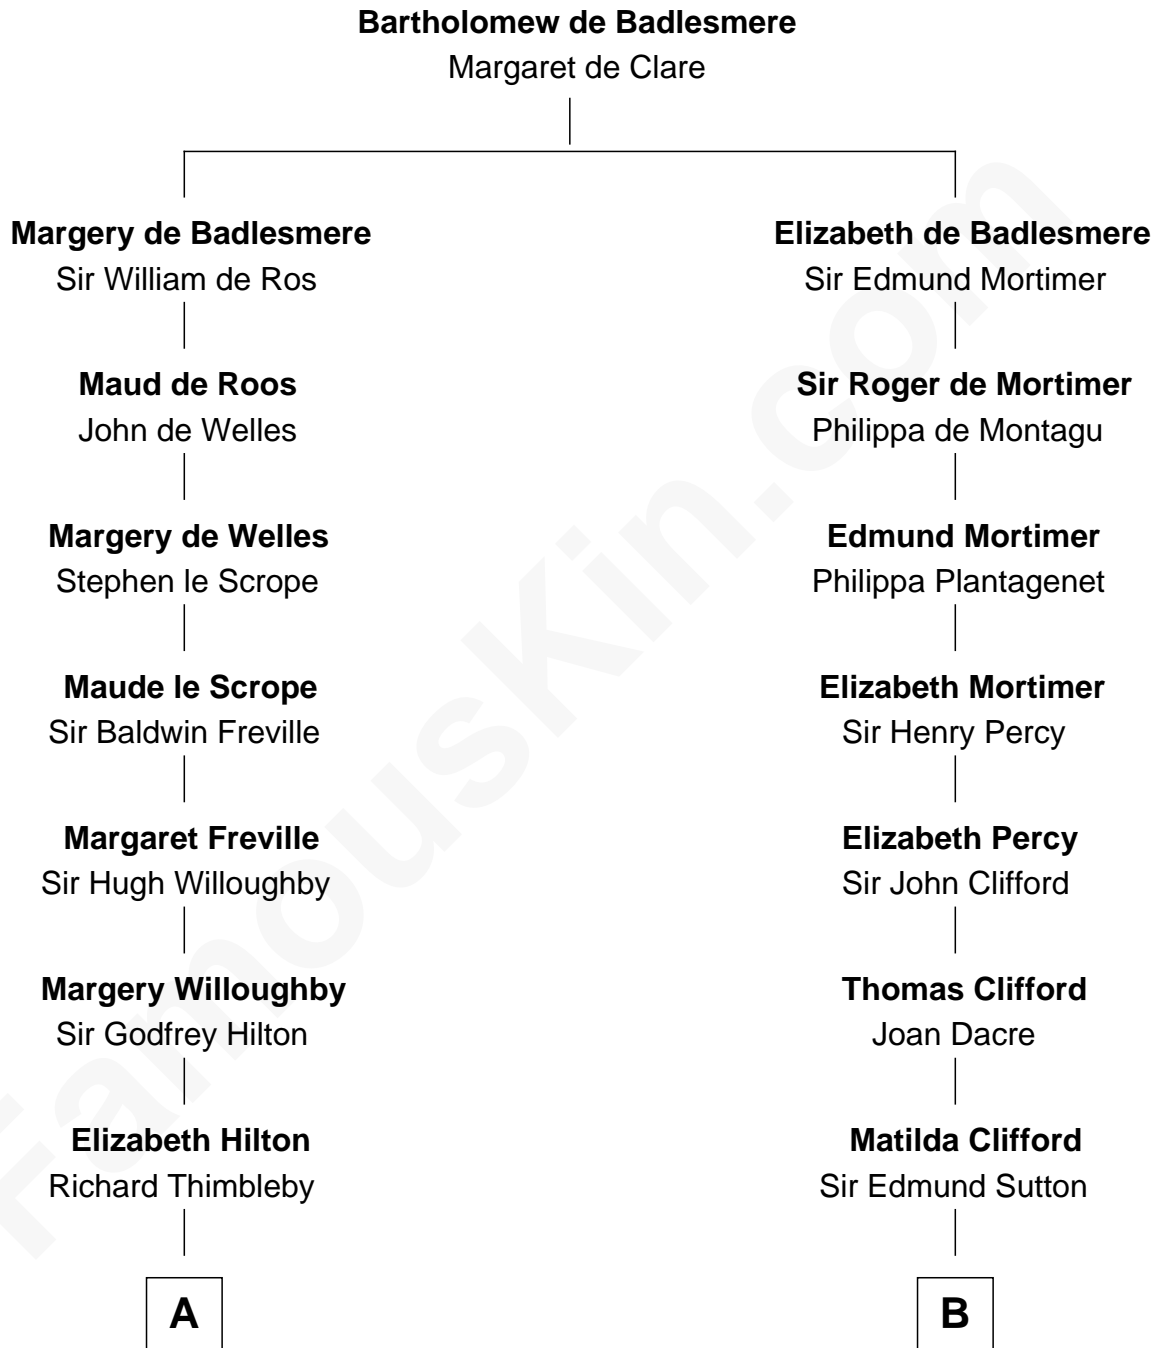 Bartholomew de Badlesmere
Margaret de Clare
Margery de Badlesmere
Sir William de Ros
Elizabeth de Badlesmere
Sir Edmund Mortimer
Maud de Roos
John de Welles
Sir Roger de Mortimer
Philippa de Montagu
Margery de Welles
Stephen le Scrope
Edmund Mortimer
Philippa Plantagenet
Maude le Scrope
Sir Baldwin Freville
Elizabeth Mortimer
Sir Henry Percy
Margaret Freville
Sir Hugh Willoughby
Elizabeth Percy
Sir John Clifford
Margery Willoughby
Sir Godfrey Hilton
Thomas Clifford
Joan Dacre
Elizabeth Hilton
Richard Thimbleby
Matilda Clifford
Sir Edmund Sutton
A
B
FamousKin.com